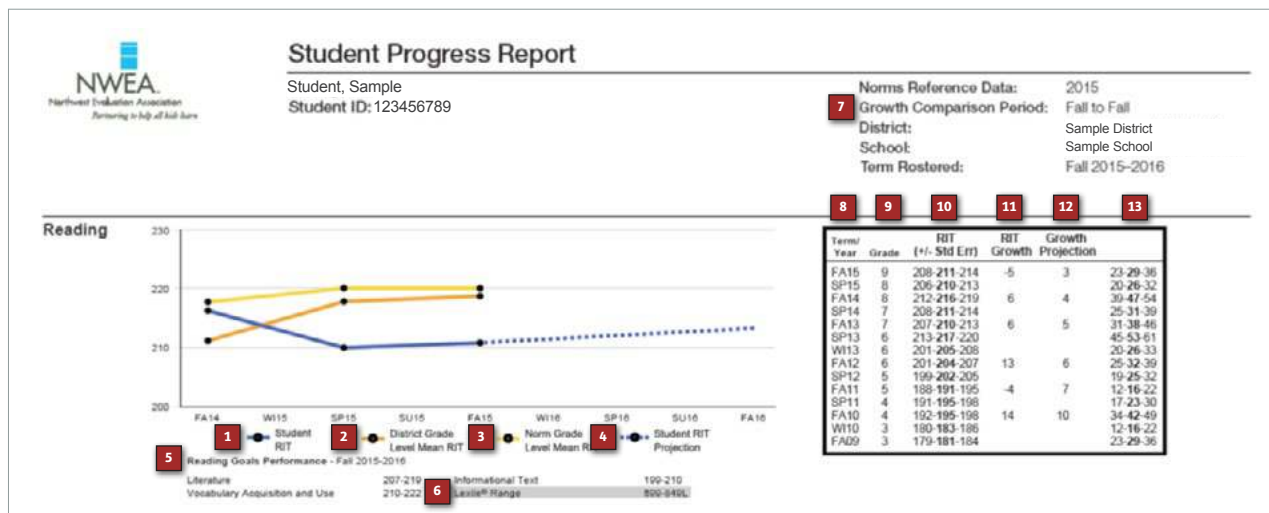 NWEA
Northwest Evaluation Association
Partnering to help all kids learn
Student Progress Report
Student, Sample
Student ID: 123456789
Norms Reference Data: 2015
7 Growth Comparison Period: Fall to Fall
District: Sample District
School: Sample School
Term Rostered: Fall 2015–2016
Reading
230
220
210
200
FA14 WI15 SP15 SU15 FA15 WI16 SP16 SU16 FA16
1 Student RIT
2 District Grade Level Mean RIT
3 Norm Grade Level Mean
4 Student RIT Projection
5 Reading Goals Performance - Fall 2015-2016
Literature 207-219
6 Informational Text 199-210
Vocabulary Acquisition and Use 210-222
Lexile® Range
8 9 10 11 12 13
Term/ Year Grade RIT (+/- Std Err) RIT Growth Growth Projection
FA15 9 208-211-214 -5 3 23-29-36
SP15 8 206-210-213 20-26-32
FA14 8 212-216-219 6 4 39-47-54
SP14 7 208-211-214 25-31-39
FA13 7 207-210-213 6 5 31-38-46
SP13 6 213-217-220 45-53-61
WI13 6 201-205-208 20-26-33
FA12 6 201-204-207 13 6 25-32-39
SP12 5 199-202-205 19-25-32
FA11 5 188-191-195 -4 7 12-16-22
SP11 4 191-195-198 17-23-30
FA10 4 192-195-198 14 10 34-42-49
WI10 3 180-183-186 12-16-22
FA09 3 179-181-184 23-29-36